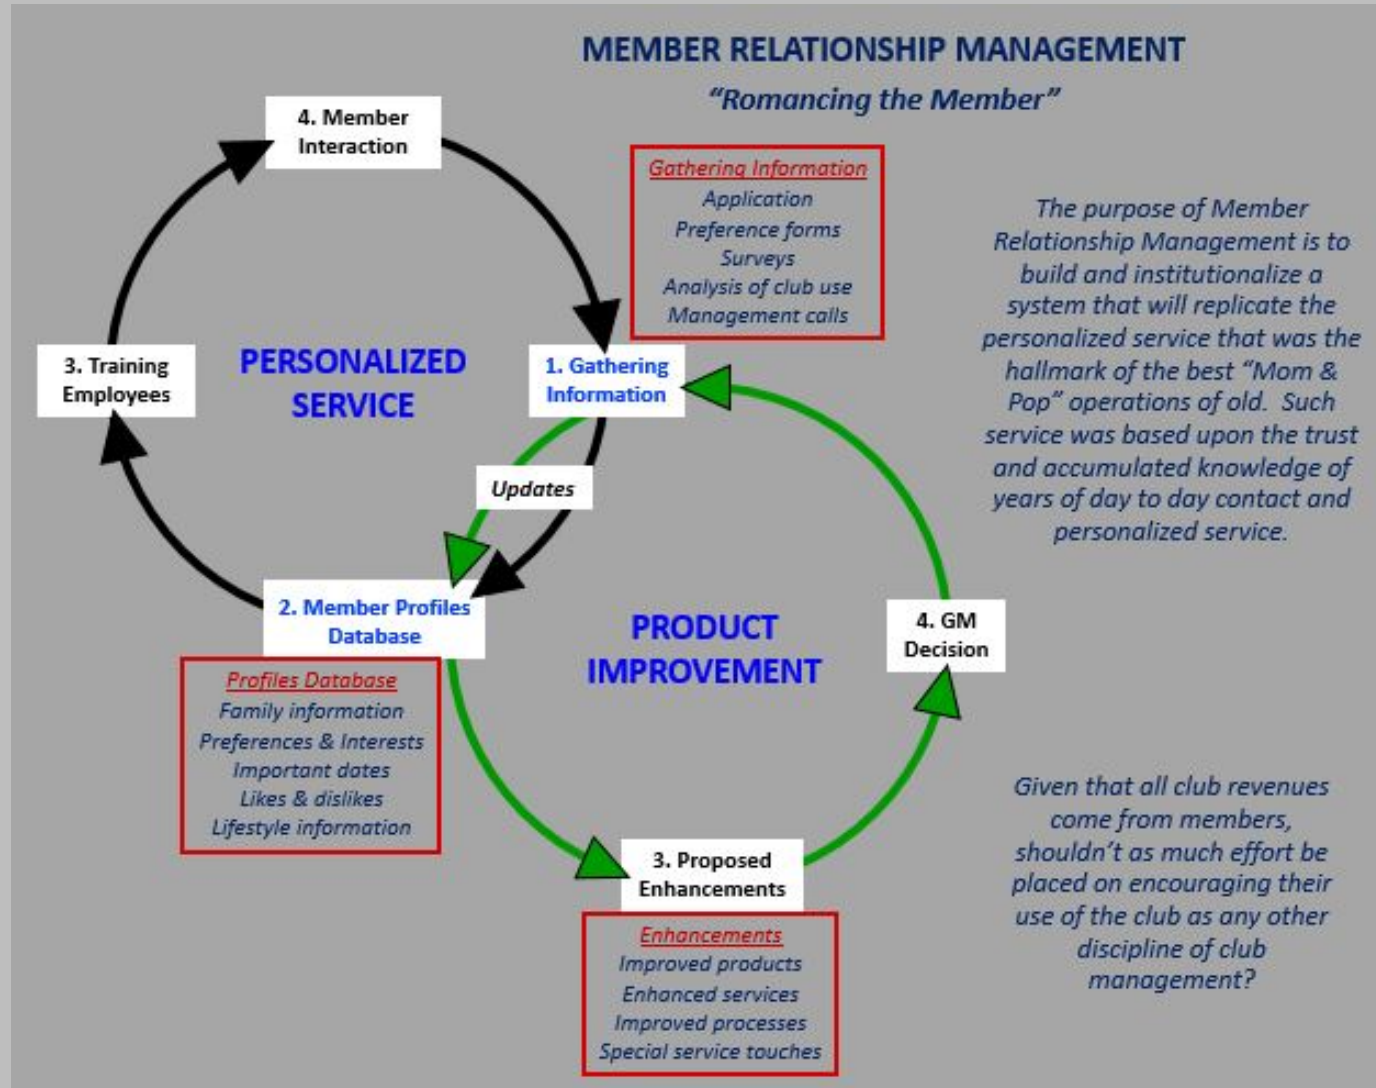 MEMBER RELATIONSHIP MANAGEMENT
“Romancing the Member”
4. Member
Interaction
Gathering Information
Application
Preference forms
Surveys
Analysis of club use
Management calls
The purpose of Member
Relationship Management is to
build and institutionalize a
system that will replicate the
personalized service that was the
hallmark of the best “Mom &
Pop” operations of old.  Such
service was based upon the trust
and accumulated knowledge of
years of day to day contact and
personalized service.
3. Training
Employees
PERSONALIZED
SERVICE
1. Gathering
Information
Updates
2. Member Profiles
Database
Profiles Database
Family information
Preferences & Interests
Important dates
Likes & dislikes
Lifestyle information
PRODUCT
IMPROVEMENT
4. GM
Decision
3. Proposed
Enhancements
Enhancements
Improved products
Enhanced services
Improved processes
Special service touches
Given that all club revenues
come from members,
shouldn’t as much effort be
placed on encouraging their
use of the club as any other
discipline of club
management?